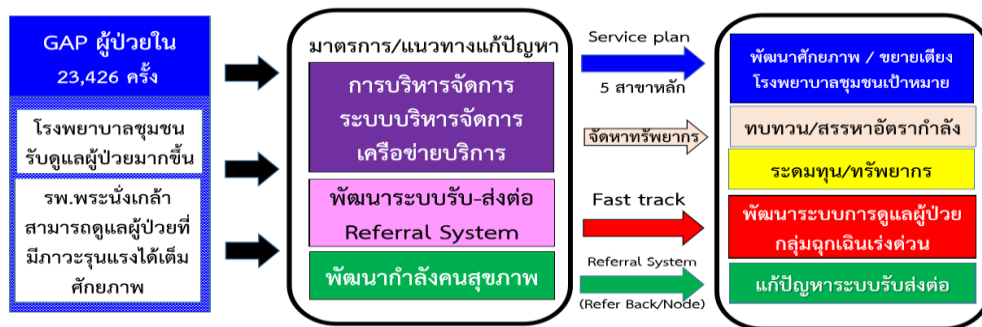 GAP ผู้ป่วยใน
23,426 ครั้ง
โรงพยาบาลชุมชน
รับดูแลผู้ป่วยมากขึ้น
รพ.พระนั่งเกล้า
สามารถดูแลผู้ป่วยที่
มีภาวะรุนแรงได้เต็ม
ศักยภาพ
มาตรการ/แนวทางแก้ปัญหา
การบริหารจัดการ
ระบบบริหารจัดการ
เครือข่ายบริการ
พัฒนาระบบรับ-ส่งต่อ
Referral System
พัฒนากำลังคนสุขภาพ
Service plan
5 สาขาหลัก
จัดหาทรัพยากร
Fast track
Referral System
(Refer Back/Node)
พัฒนาศักยภาพ / ขยายเตียง
โรงพยาบาลชุมชนเป้าหมาย
ทบทวน/สรรหาอัตรากำลัง
ระดมทุน/ทรัพยากร
พัฒนาระบบการดูแลผู้ป่วย
กลุ่มฉุกเฉินเร่งด่วน
แก้ปัญหาระบบรับส่งต่อ